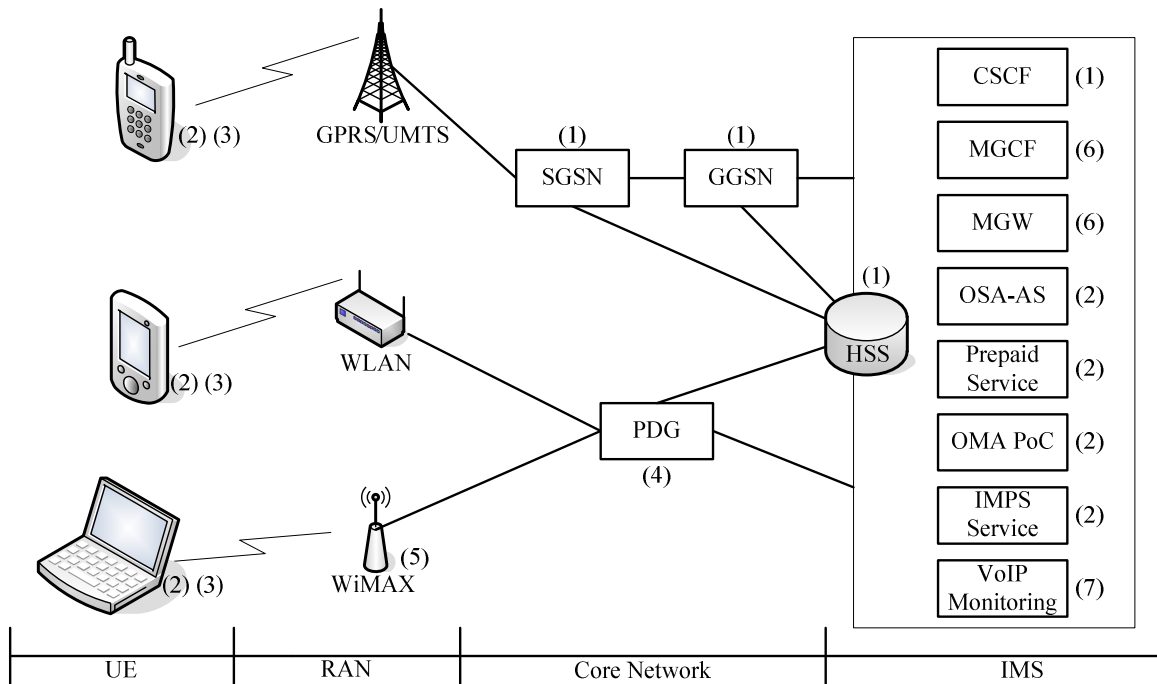 (2) (3)
GPRS/UMTS
(1)
SGSN
(1)
GGSN
(2) (3)
WLAN
PDG
(4)
(1)
HSS
(2) (3)
(5)
WiMAX
CSCF (1)
MGCF (6)
MGW (6)
OSA-AS (2)
Prepaid
Service (2)
OMA PoC (2)
IMPS
Service (2)
VoIP
Monitoring (7)
UE
RAN
Core Network
IMS